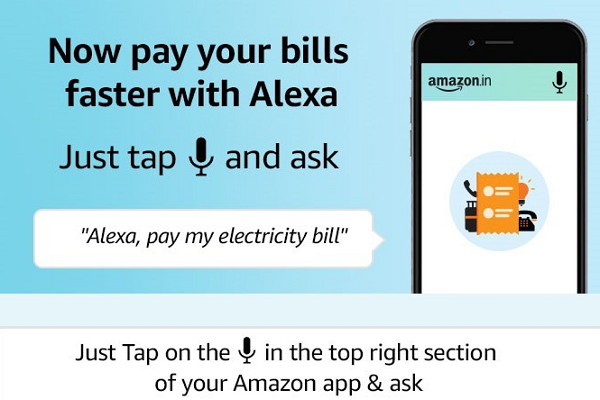 Now pay your bills
faster with Alexa
Just tap and ask
"Alexa, pay my electricity bill"
amazon.in
Just Tap on the in the top right section
of your Amazon app & ask